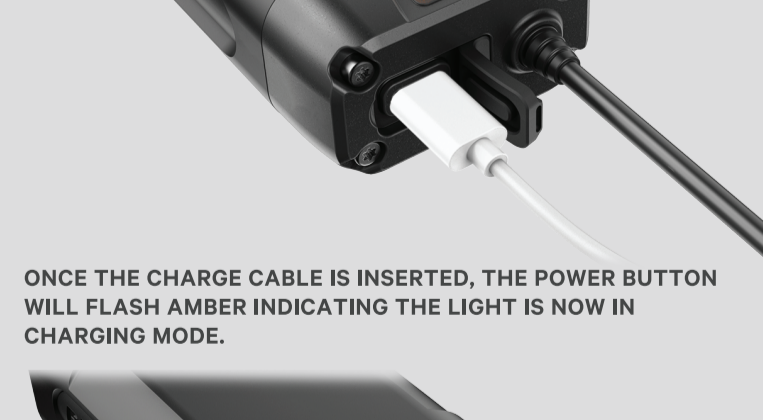 ONCE THE CHARGE CABLE IS INSERTED, THE POWER BUTTON
WILL FLASH AMBER INDICATING THE LIGHT IS NOW IN
CHARGING MODE.